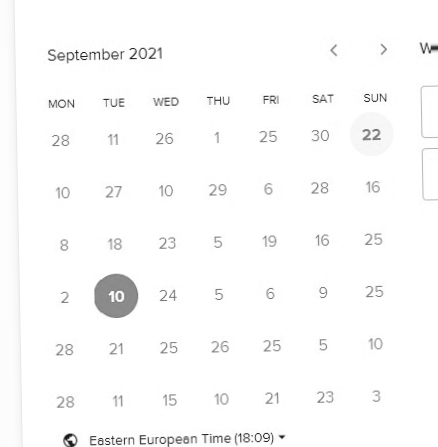 September 2021
MON TUE WED THU FRI SAT SUN
28 11 26 1 25 30 22
10 27 10 29 6 28 16
8 18 23 5 19 16 25
2 10 24 5 6 9 25
28 21 25 26 25 5 10
28 11 15 10 21 23 3
Eastern European Time (18:09)